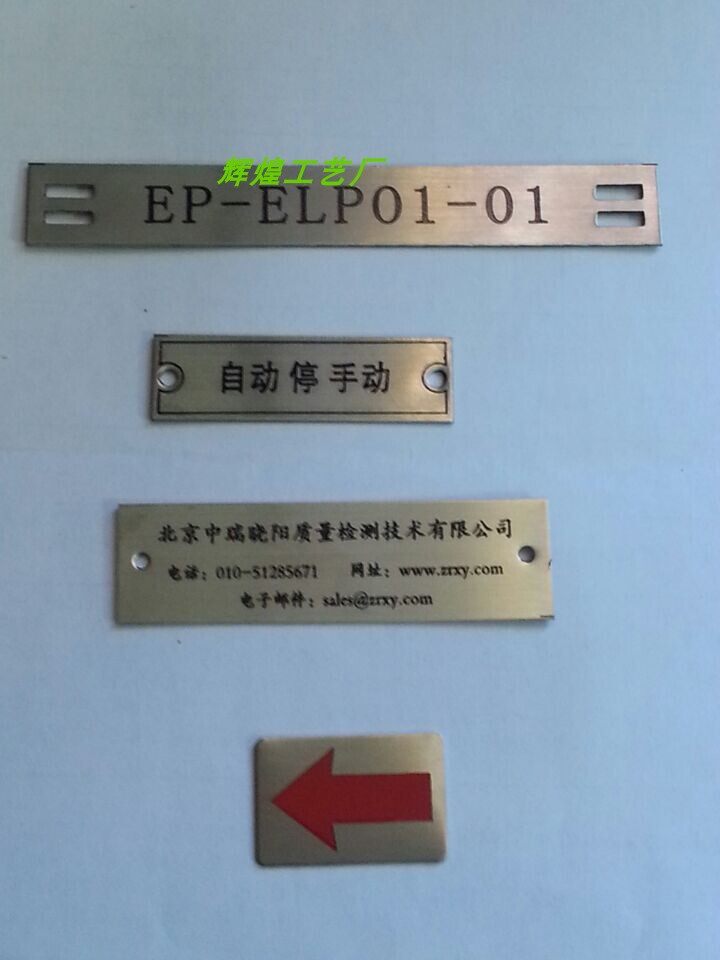 辉煌工艺厂
EP-ELP01-01
自动 停 手动
北京中瑞晓阳质量检测技术有限公司
电话：010-51285671 网址：www.zrxy.com
电子邮件：sales@zrxy.com